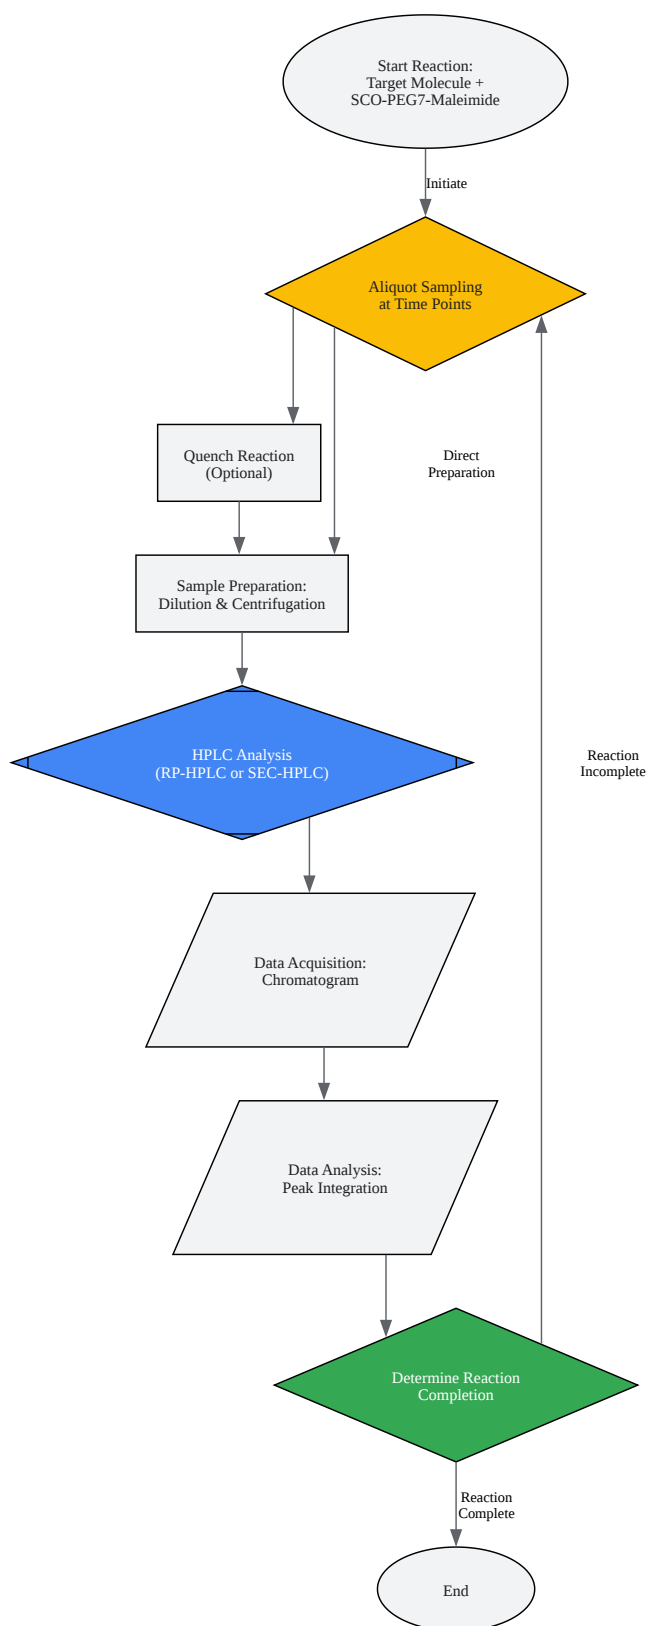 Start Reaction:
Target Molecule +
SCO-PEG7-Maleimide
Initiate
Aliquot Sampling
at Time Points
Quench Reaction
(Optional)
Direct
Preparation
Sample Preparation:
Dilution & Centrifugation
HPLC Analysis
(RP-HPLC or SEC-HPLC)
Reaction
Incomplete
Data Acquisition:
Chromatogram
Data Analysis:
Peak Integration
Determine Reaction
Completion
Reaction
Complete
End